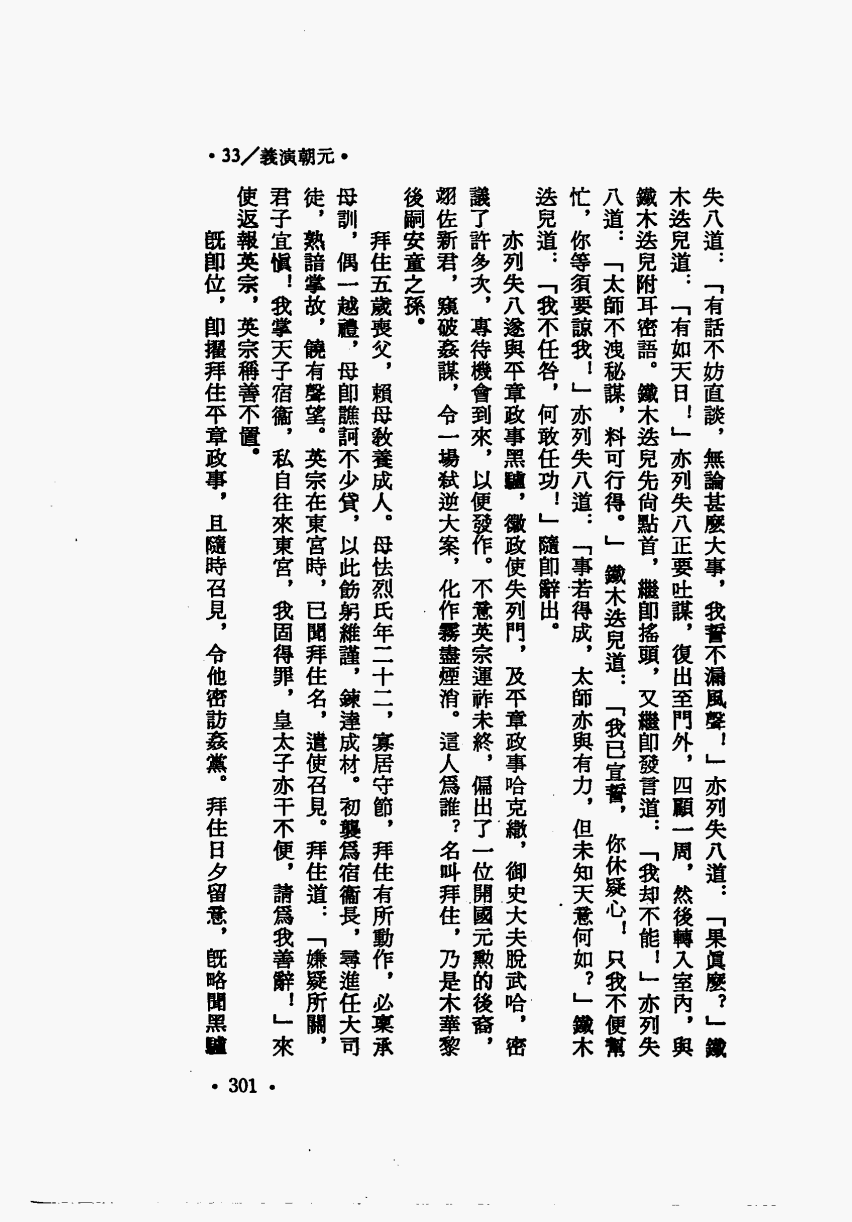 •33/義演朝元•
失八道：「有話不妨直談，無論甚麼大事，我誓不漏風聲！」亦列失八道：「果眞麼？」鐵
木迭兒道：「有如天日！」亦列失八正要吐謀，復出至門外，四顧一周，然後轉入室內，與
鐵木迭兒附耳密語。鐵木迭兒先尙點首，繼卽搖頭，又繼卽發言道：「我却不能！」亦列失
八道：「太師不洩秘謀，料可行得。」鐵木迭兒道：「我已宣誓，你休疑心！只我不便幫
忙，你等須要諒我！」亦列失八道：「事若得成，太師亦與有力，但未知天意何如？」鐵木
迭兒道：「我不任咎，何敢任功！」隨卽辭出。
亦列失八遂與平章政事黑驢，徽政使失列門，及平章政事哈克繖，御史大夫脫武哈，密
議了許多次，專待機會到來，以便發作。不意英宗運祚未終，偏出了一位開國元勳的後裔，
翊佐新君，窺破姦謀，令一場弒逆大案，化作霧盡煙消。這人爲誰？名叫拜住，乃是木華黎
後嗣安童之孫。
拜住五歲喪父，賴母敎養成人。母怯烈氏年二十二，寡居守節，拜住有所動作，必稟承
母訓，偶一越禮，母卽譙訶不少貸，以此飭躬維謹，鍊達成材。初襲爲宿衞長，尋進任大司
徒，熟諳掌故，饒有聲望。英宗在東宮時，已聞拜住名，遣使召見。拜住道：「嫌疑所關，
君子宜愼！我掌天子宿衞，私自往來東宮，我固得罪，皇太子亦干不便，請爲我善辭！」來
使返報英宗，英宗稱善不置。
旣卽位，卽擢拜住平章政事，且隨時召見，令他密訪姦黨。拜住日夕留意，旣略聞黑驢
•301•